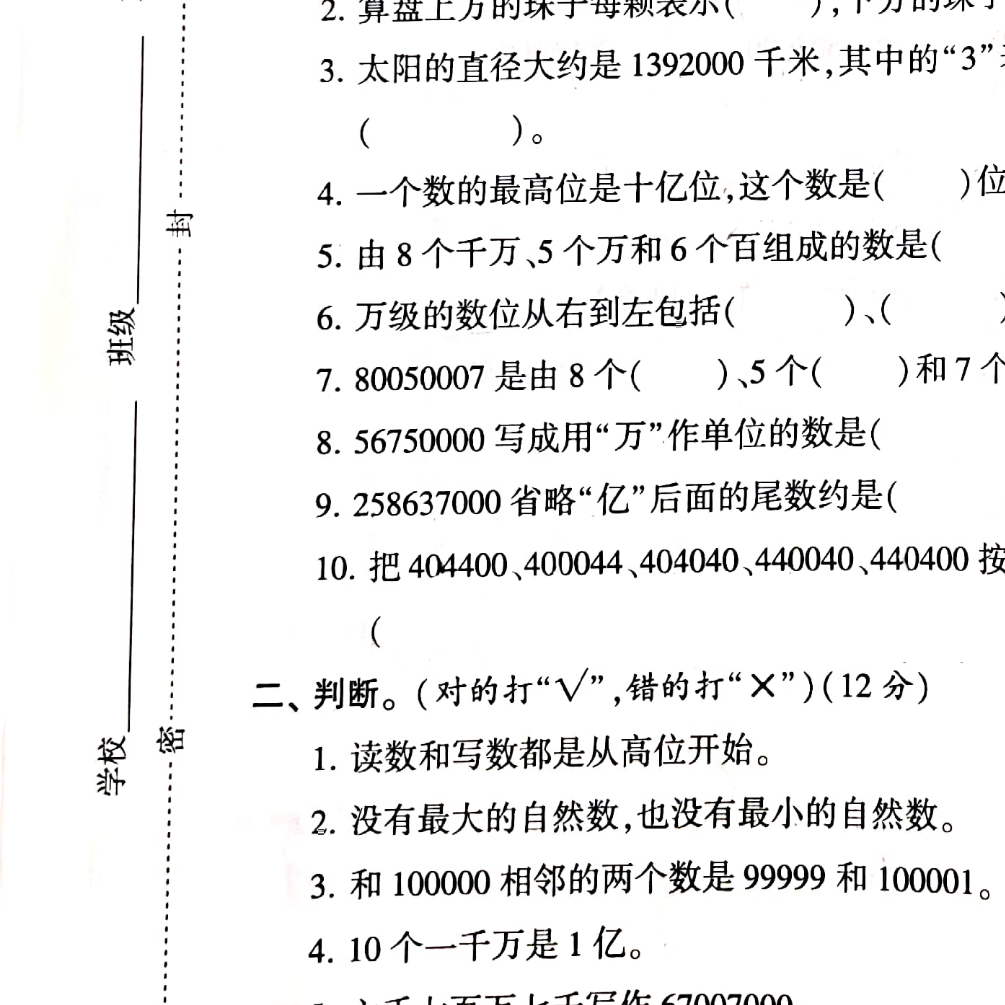 2. 算盘上方的珠子每颗表示(　　),下方的珠子
3. 太阳的直径大约是 1392000 千米,其中的“3”
(　　　　)。
4. 一个数的最高位是十亿位,这个数是(　　)位
5. 由 8 个千万、5 个万和 6 个百组成的数是(
6. 万级的数位从右到左包括(　　　)、(　　　)
7. 80050007 是由 8 个(　　)、5 个(　　)和 7 个
8. 56750000 写成用“万”作单位的数是(
9. 258637000 省略“亿”后面的尾数约是(
10. 把 404400、400044、404040、440040、440400 按
(
二、判断。(对的打“√”,错的打“×”)(12 分)
1. 读数和写数都是从高位开始。
2. 没有最大的自然数,也没有最小的自然数。
3. 和 100000 相邻的两个数是 99999 和 100001。
4. 10 个一千万是 1 亿。
七千写作 67007000
封
班级
密
学校